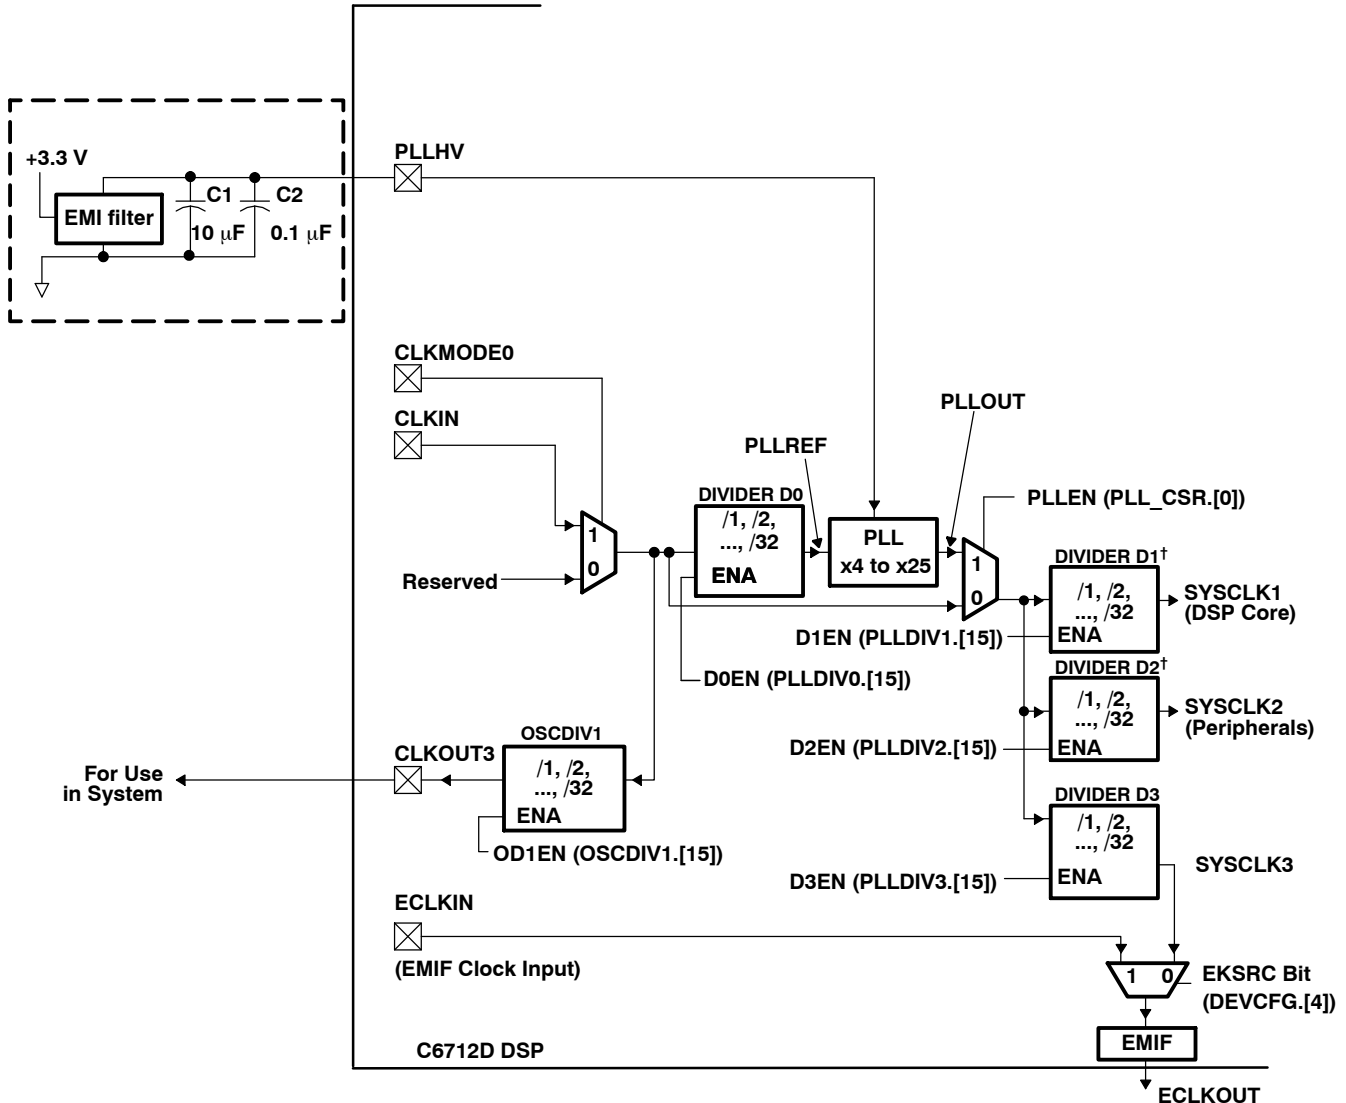 +3.3 V
EMI filter
C1
C2
10 μF
0.1 μF
PLLHV
CLKMODE0
CLKIN
Reserved
1
0
PLLREF
PLLOUT
DIVIDER D0
/1, /2,
..., /32
ENA
PLL
x4 to x25
PLLEN (PLL_CSR.[0])
1
0
DIVIDER D1†
/1, /2,
..., /32
ENA
SYSCLK1
(DSP Core)
D1EN (PLLDIV1.[15])
D0EN (PLLDIV0.[15])
DIVIDER D2†
/1, /2,
..., /32
ENA
SYSCLK2
(Peripherals)
D2EN (PLLDIV2.[15])
OSCDIV1
/1, /2,
..., /32
ENA
CLKOUT3
For Use
in System
OD1EN (OSCDIV1.[15])
DIVIDER D3
/1, /2,
..., /32
ENA
SYSCLK3
D3EN (PLLDIV3.[15])
ECLKIN
(EMIF Clock Input)
1 0
EKSRC Bit
(DEVCFG.[4])
EMIF
C6712D DSP
ECLKOUT